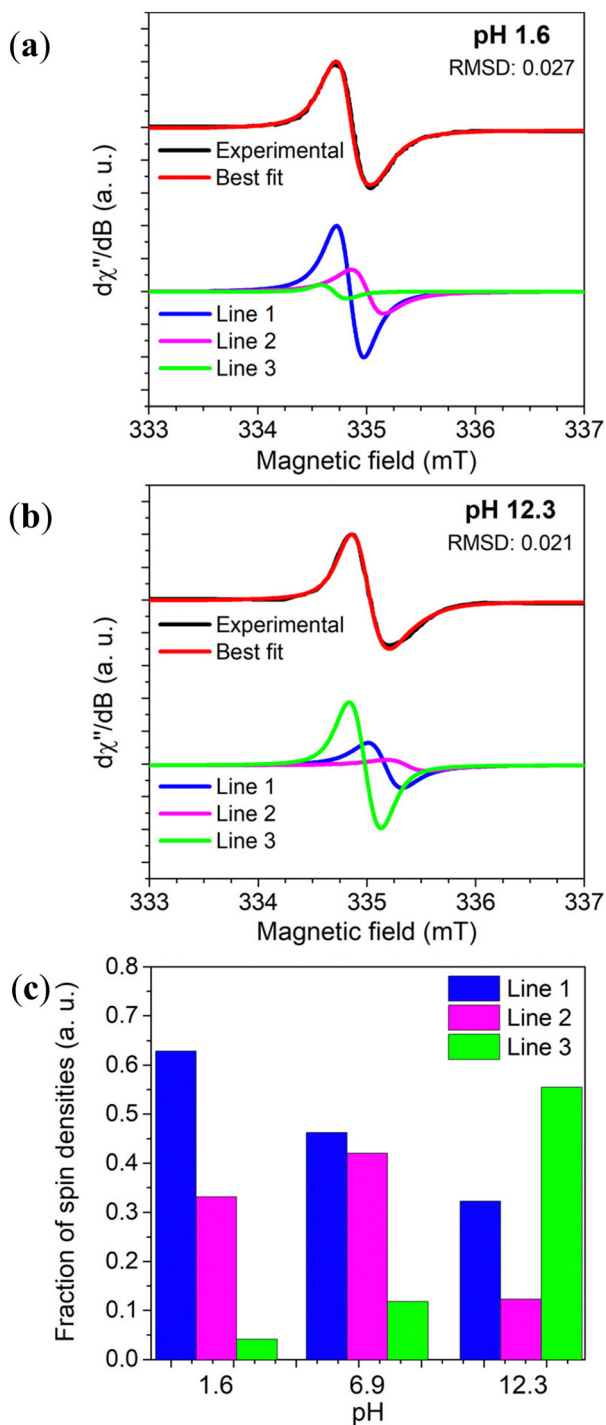 (a)
pH 1.6
RMSD: 0.027
Experimental
Best fit
Line 1
Line 2
Line 3
dχ"/dB (a. u.)
333 334 335 336 337
Magnetic field (mT)
(b)
pH 12.3
RMSD: 0.021
Experimental
Best fit
Line 1
Line 2
Line 3
dχ"/dB (a. u.)
333 334 335 336 337
Magnetic field (mT)
(c)
Line 1
Line 2
Line 3
Fraction of spin densities (a. u.)
0.8
0.7
0.6
0.5
0.4
0.3
0.2
0.1
0.0
1.6 6.9 12.3
pH